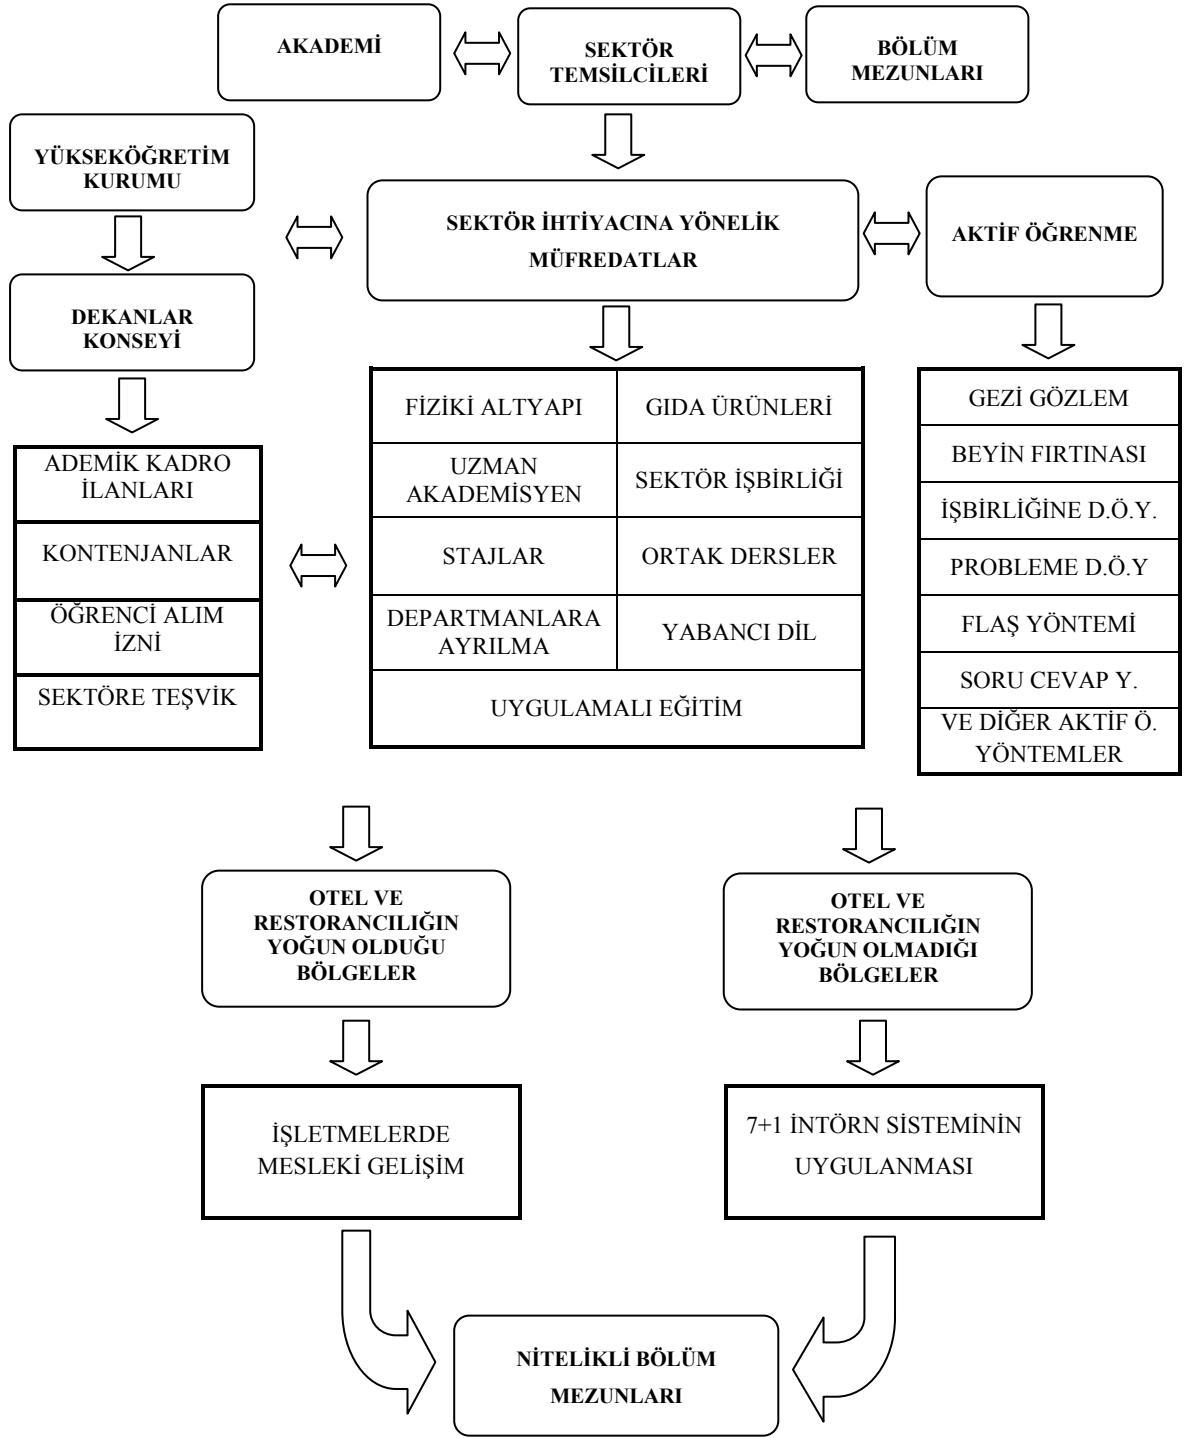 AKADEMİ
SEKTÖR
TEMSİLCİLERİ
BÖLÜM
MEZUNLARI
YÜKSEKÖĞRETİM
KURUMU
SEKTÖR İHTİYACINA YÖNELİK
MÜFREDATLAR
AKTİF ÖĞRENME
DEKANLAR
KONSEYİ
ADEMİK KADRO
İLANLARI
KONTENJANLAR
ÖĞRENCİ ALIM
İZNİ
SEKTÖRE TEŞVİK
FİZİKİ ALTYAPI
GIDA ÜRÜNLERİ
UZMAN
AKADEMİSYEN
SEKTÖR İŞBİRLİĞİ
STAJLAR
ORTAK DERSLER
DEPARTMANLARA
AYRILMA
YABANCI DİL
UYGULAMALI EĞİTİM
GEZİ GÖZLEM
BEYİN FIRTINASI
İŞBİRLİĞİNE D.Ö.Y.
PROBLEME D.Ö.Y
FLAŞ YÖNTEMİ
SORU CEVAP Y.
VE DİĞER AKTİF Ö.
YÖNTEMLER
OTEL VE
RESTORANCILIĞIN
YOĞUN OLDUĞU
BÖLGELER
OTEL VE
RESTORANCILIĞIN
YOĞUN OLMADIĞI
BÖLGELER
İŞLETMELERDE
MESLEKİ GELİŞİM
7+1 İNTÖRN SİSTEMİNİN
UYGULANMASI
NİTELİKLİ BÖLÜM
MEZUNLARI